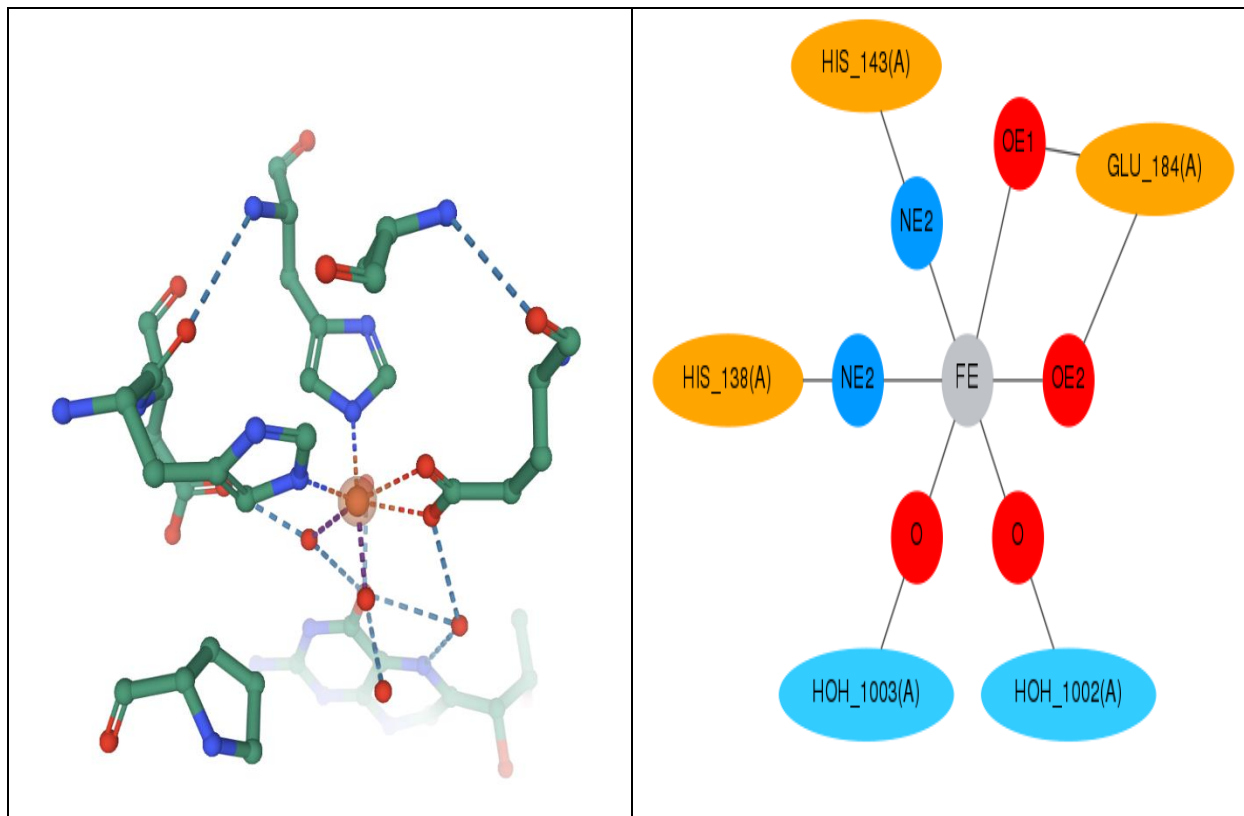 HIS_143(A)
OE1
GLU_184(A)
NE2
HIS_138(A)
NE2
FE
OE2
O
O
HOH_1003(A)
HOH_1002(A)